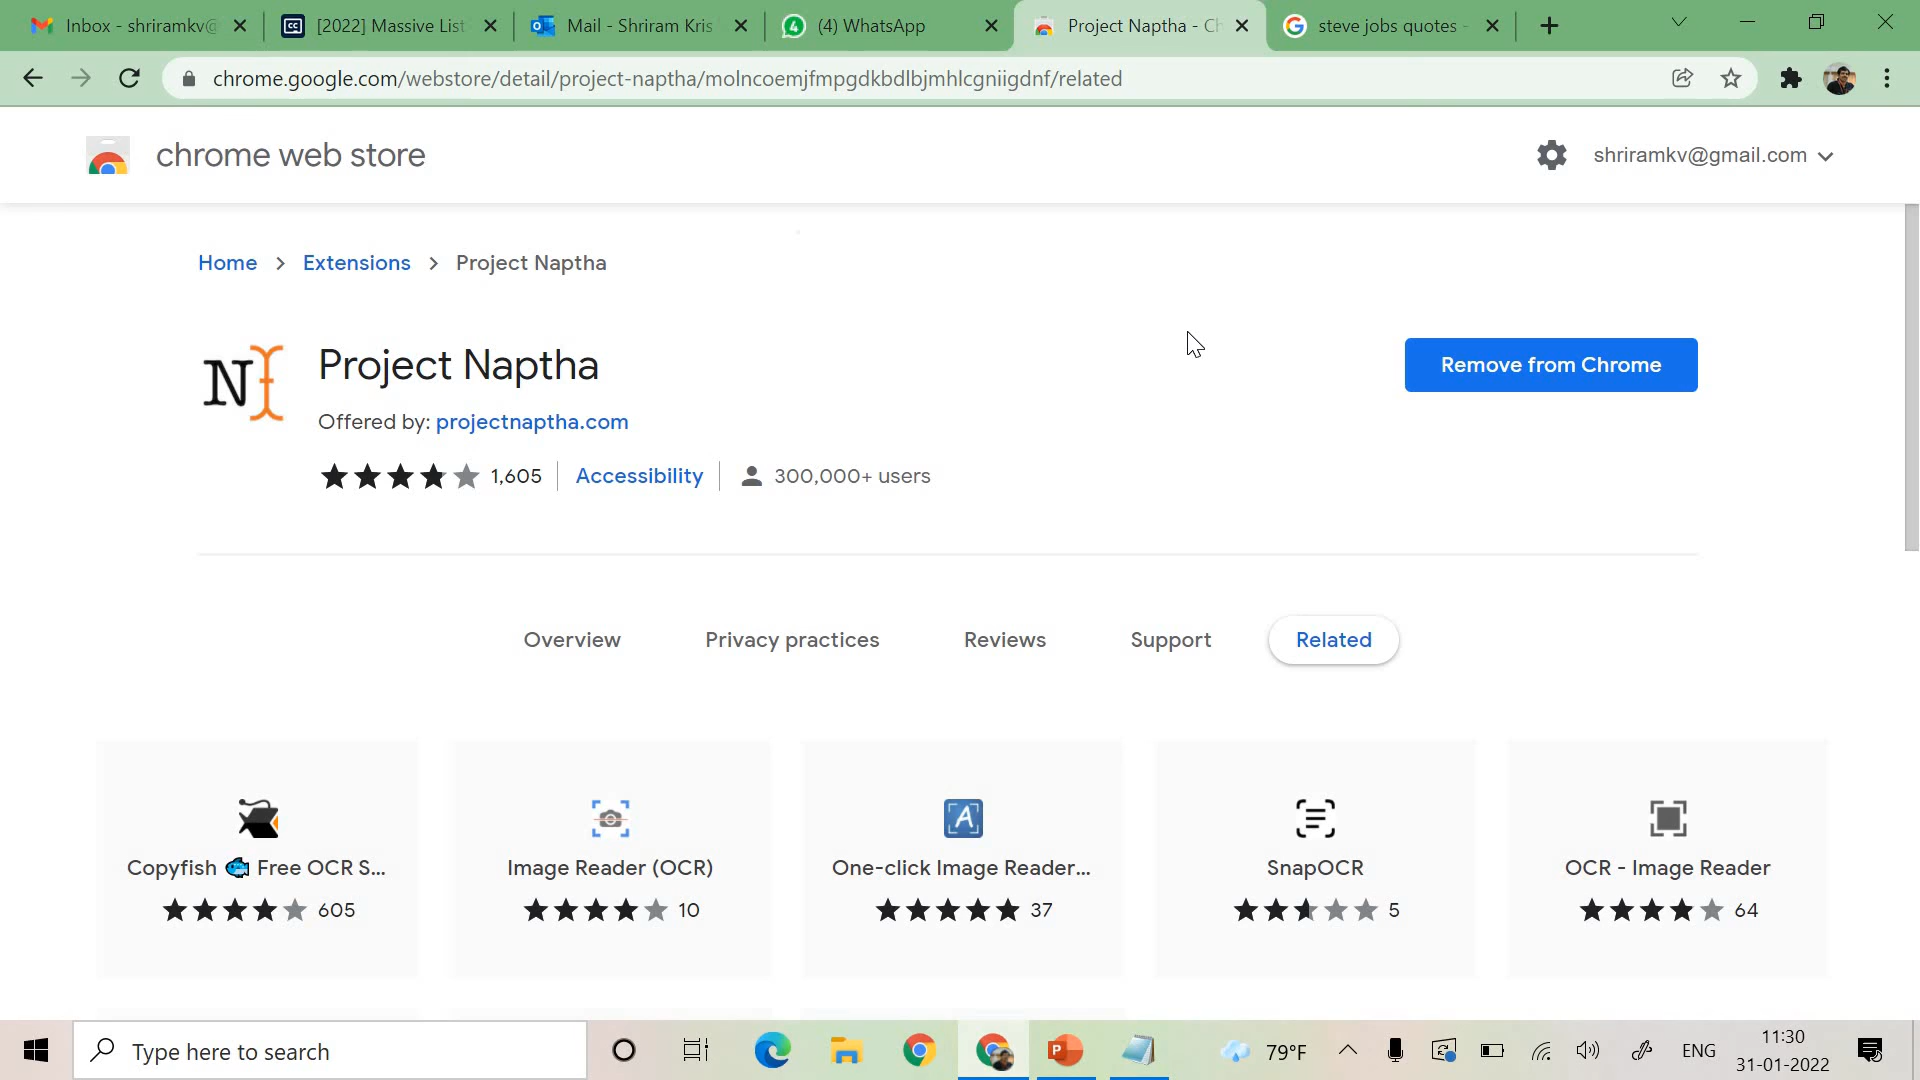 Inbox - shriramkv@
[2022] Massive List
Mail - Shriram Kris
(4) WhatsApp
Project Naptha - Ch
steve jobs quotes -
chrome.google.com/webstore/detail/project-naptha/molncoemjfmpgdkbdlbjmhlcgniigdnf/related
chrome web store
shriramkv@gmail.com
Home > Extensions > Project Naptha
Project Naptha
Remove from Chrome
Offered by: projectnaptha.com
1,605 Accessibility 300,000+ users
Overview Privacy practices Reviews Support Related
Copyfish 🐟 Free OCR S...
605
Image Reader (OCR)
10
One-click Image Reader...
37
SnapOCR
5
OCR - Image Reader
64
Type here to search
79°F
ENG
11:30
31-01-2022